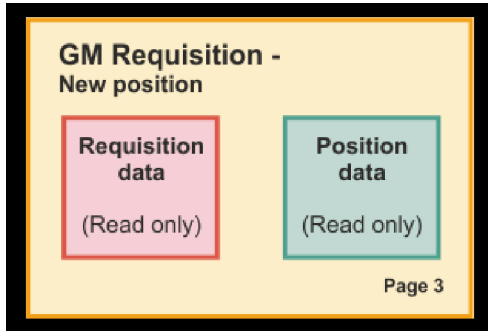 GM Requisition -
New position
Requisition
data
(Read only)
Position
data
(Read only)
Page 3